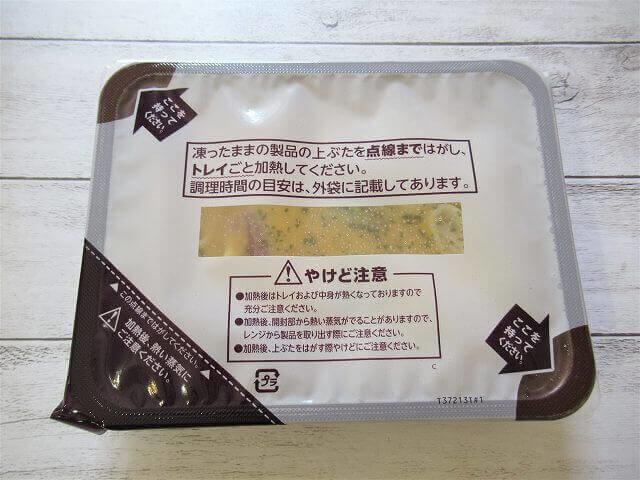 ここを
持って
ください
凍ったままの製品の上ぶたを点線まではがし、
トレイごと加熱してください。
調理時間の目安は、外袋に記載してあります。
やけど注意
●加熱後はトレイおよび中身が熱くなっておりますので
充分ご注意ください。
●加熱後、開封部から熱い蒸気がでることがありますので、
レンジから製品を取り出す際にご注意ください。
●加熱後、上ぶたをはがす際やけどにご注意ください。
この点線まではがしてください。
加熱後、熱い蒸気に
ご注意ください。
ここを
持って
ください
C
プラ
T37213T#1